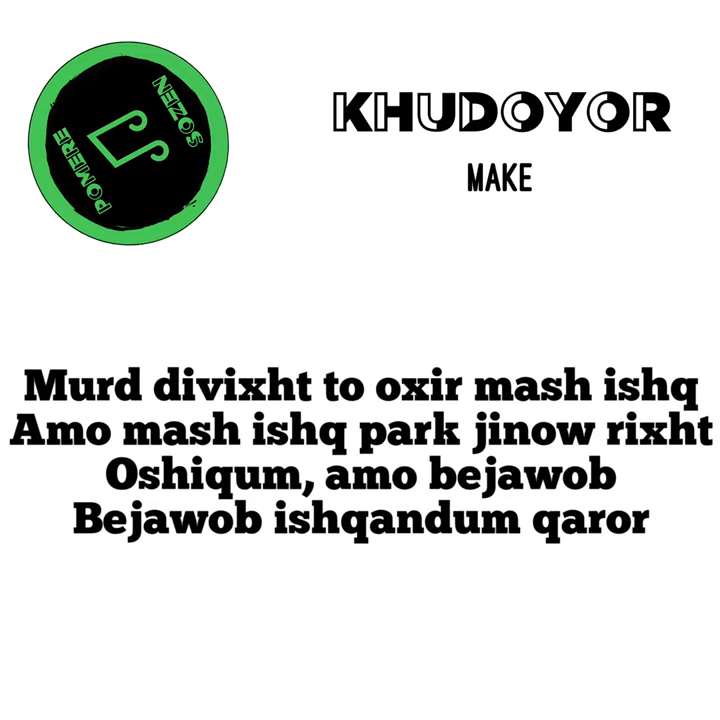 POMERE
SOZEN
KHUDOYOR
MAKE
Murd divixht to oxir mash ishq
Amo mash ishq park jinow rixht
Oshiqum, amo bejawob
Bejawob ishqandum qaror